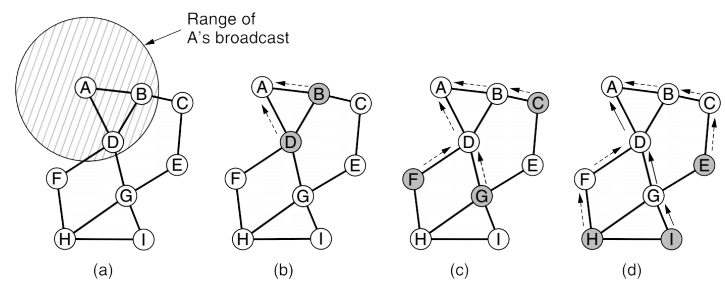 Range of
A's broadcast
A B C
D
E
F
G
H I
(a)
A B C
D
E
F
G
H I
(b)
A B C
D
E
F
G
H I
(c)
A B C
D
E
F
G
H I
(d)